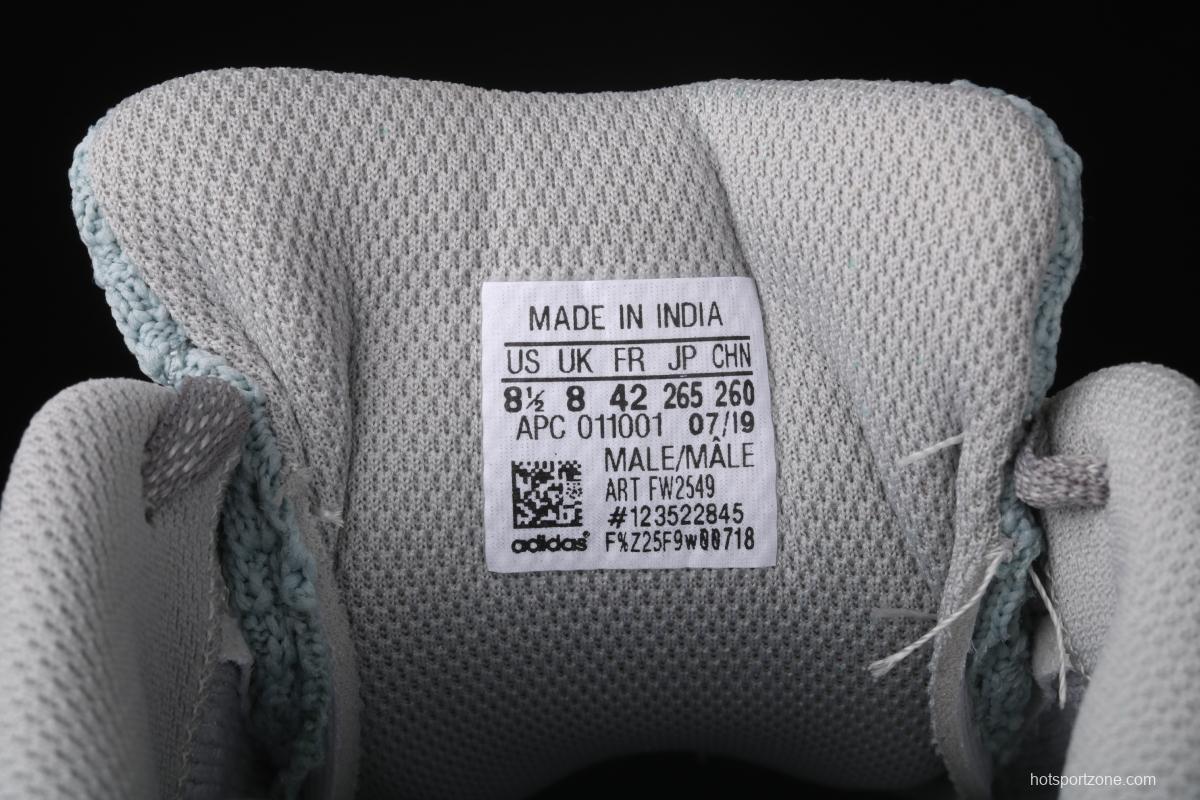 MADE IN INDIA
US UK FR JP CHN
8½ 8 42 265 260
APC 011001 07/19
MALE/MÂLE
ART FW2549
#123522845
adidas® F%Z25F9w00718
hotsportzone.com